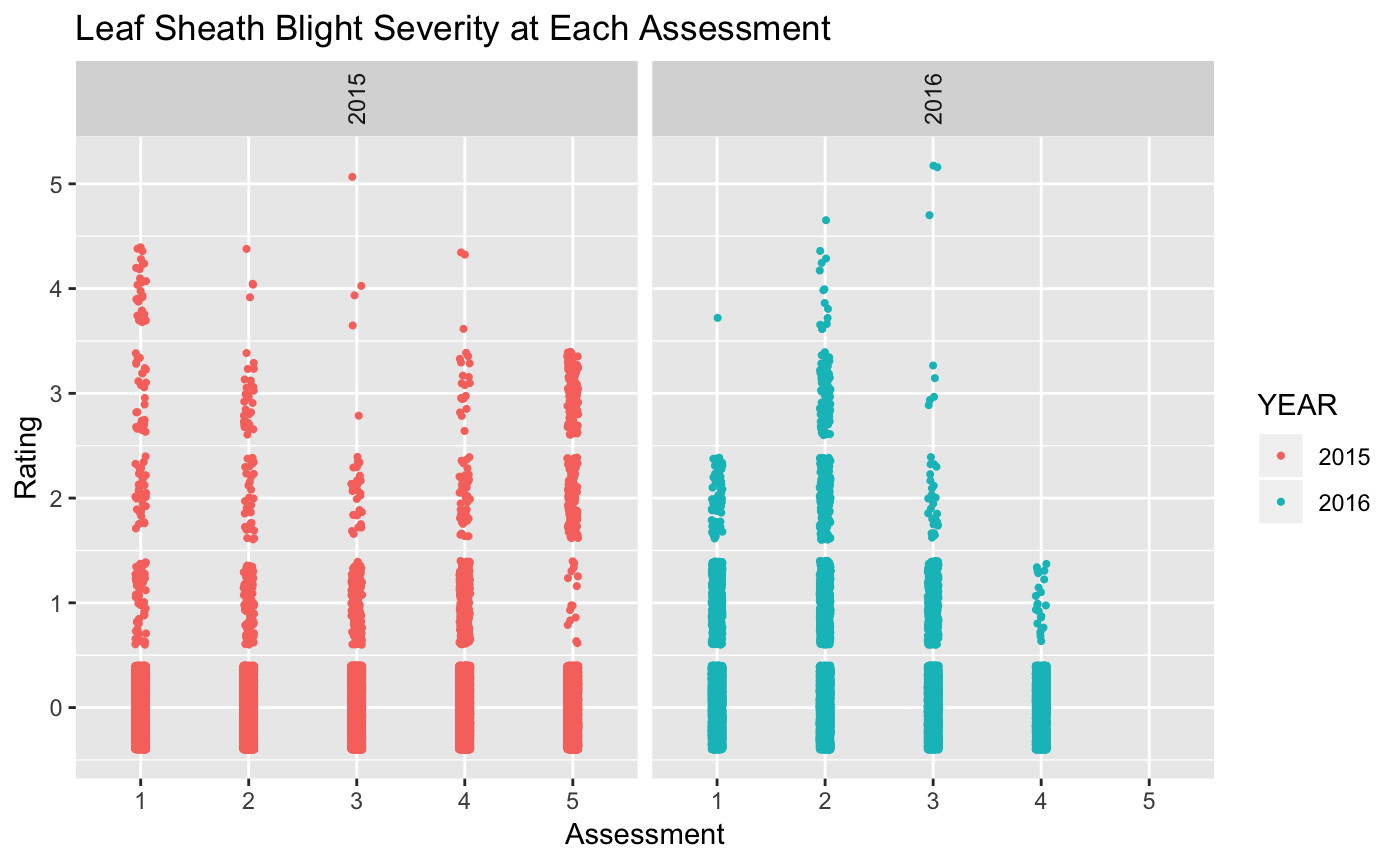 Leaf Sheath Blight Severity at Each Assessment
2015
2016
5
4
3
2
1
0
Rating
1 2 3 4 5
1 2 3 4 5
Assessment
YEAR
2015
2016